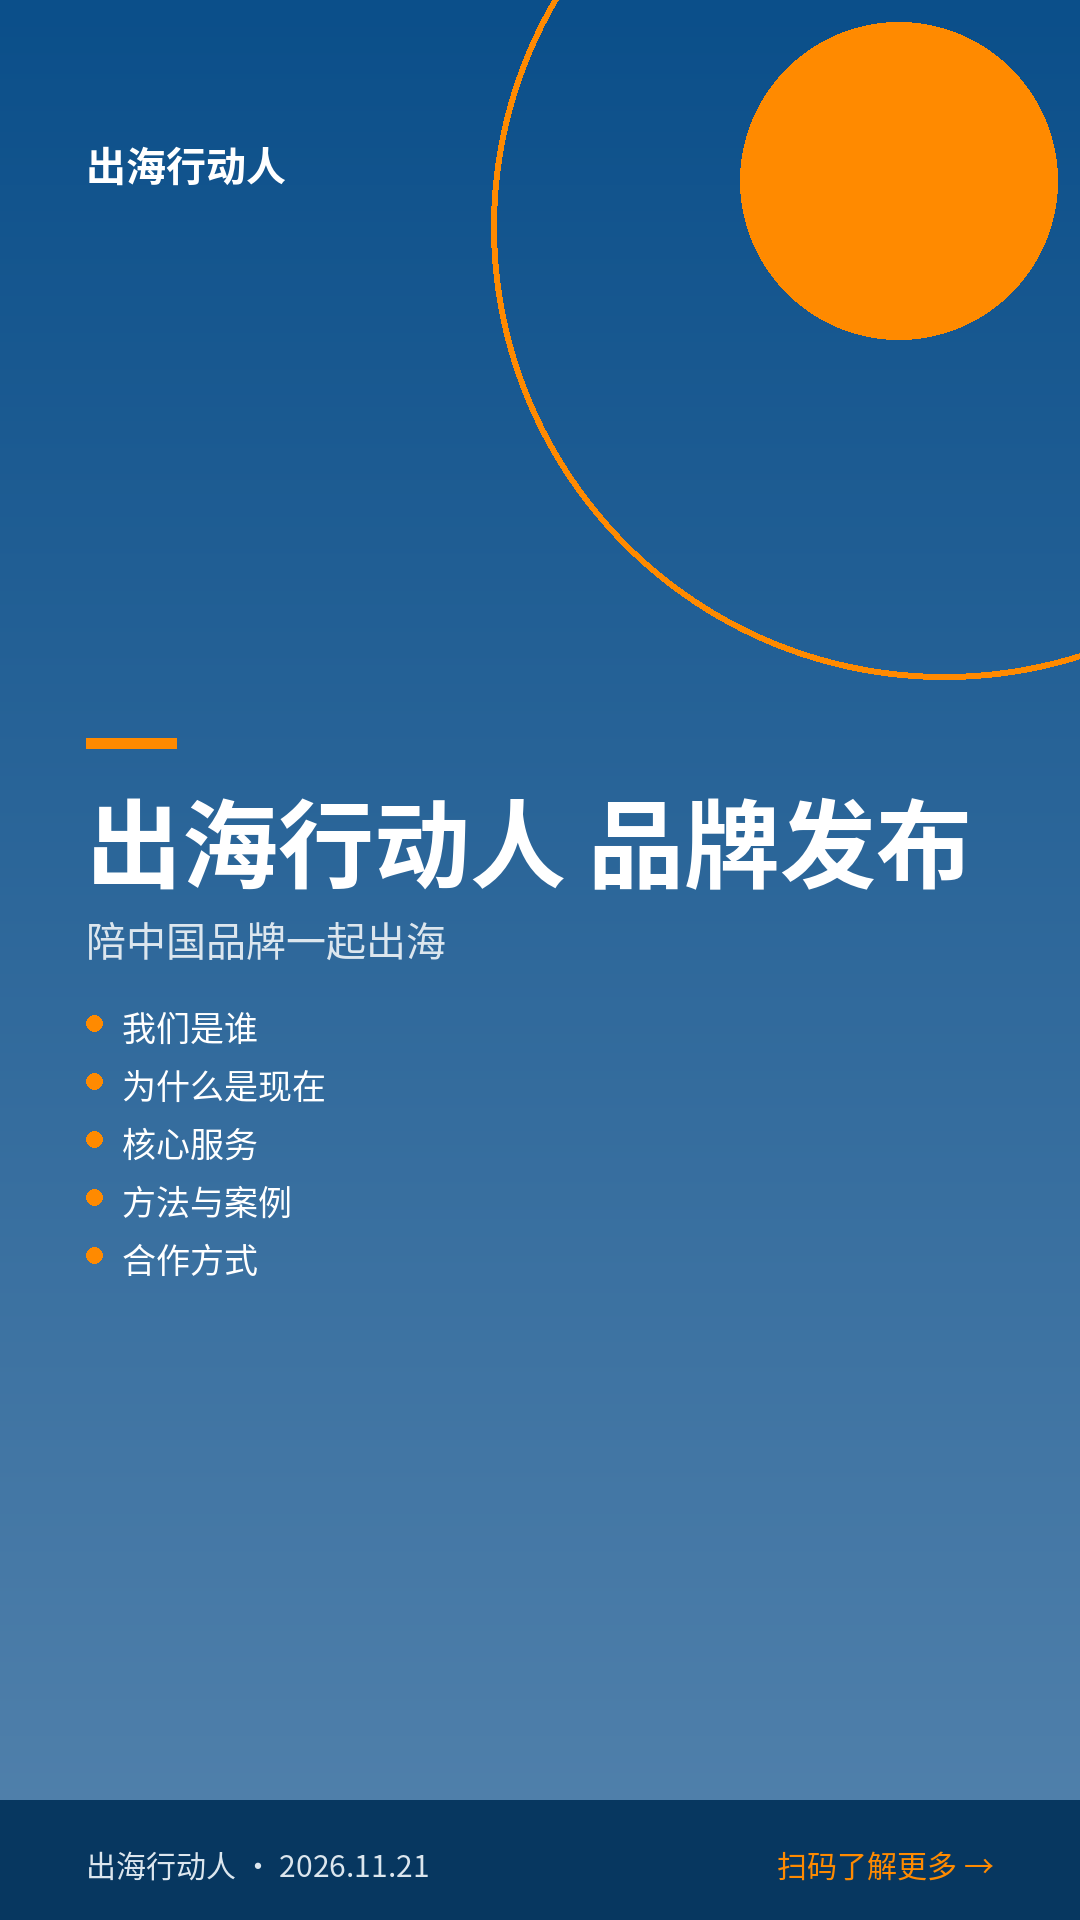 出海行动人
出海行动人 品牌发布
陪中国品牌一起出海
我们是谁
为什么是现在
核心服务
方法与案例
合作方式
出海行动人 · 2026.11.21
扫码了解更多 →